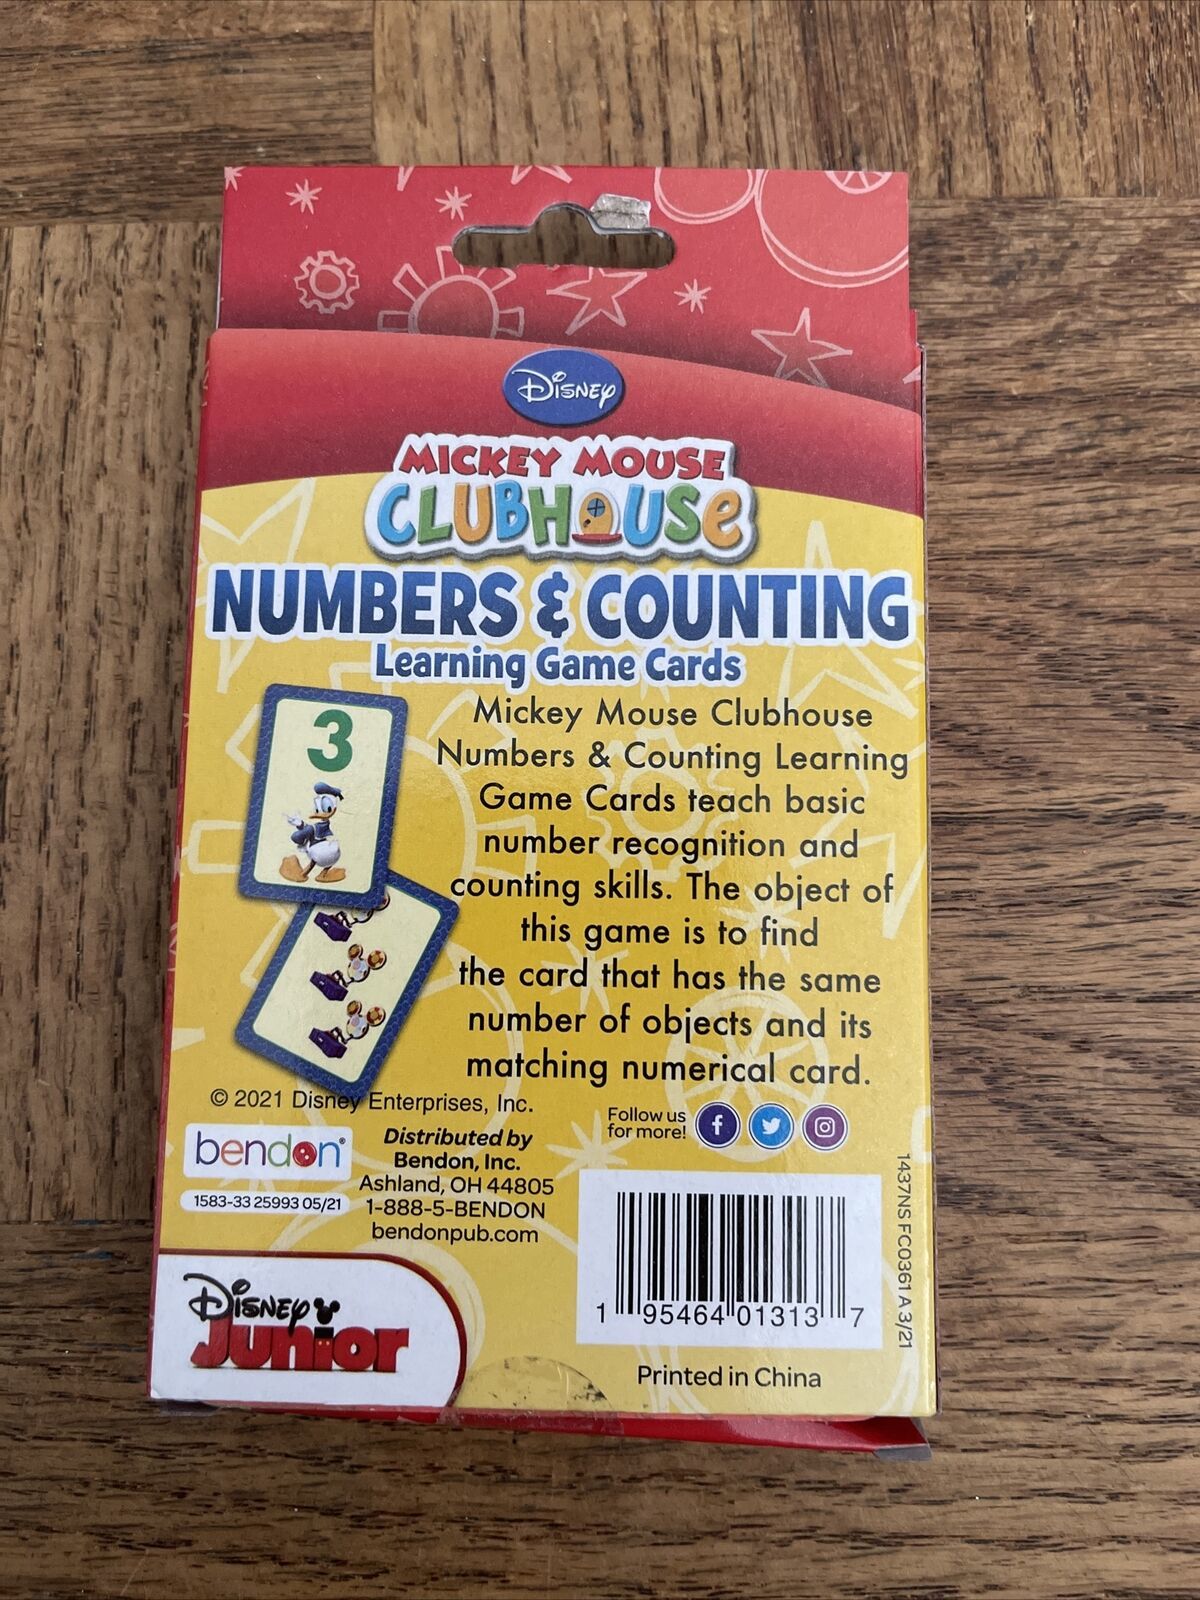 Disney
MICKEY MOUSE
CLUBHOUSE
NUMBERS & COUNTING
Learning Game Cards
3
Mickey Mouse Clubhouse
Numbers & Counting Learning
Game Cards teach basic
number recognition and
counting skills. The object of
this game is to find
the card that has the same
number of objects and its
matching numerical card.
© 2021 Disney Enterprises, Inc.
bendon®
1583-33 25993 05/21
Distributed by
Bendon, Inc.
Ashland, OH 44805
1-888-5-BENDON
bendonpub.com
Follow us
for more!
1437NS FC0361 A 3/21
1 95464 01313 7
Printed in China
Disney
Junior